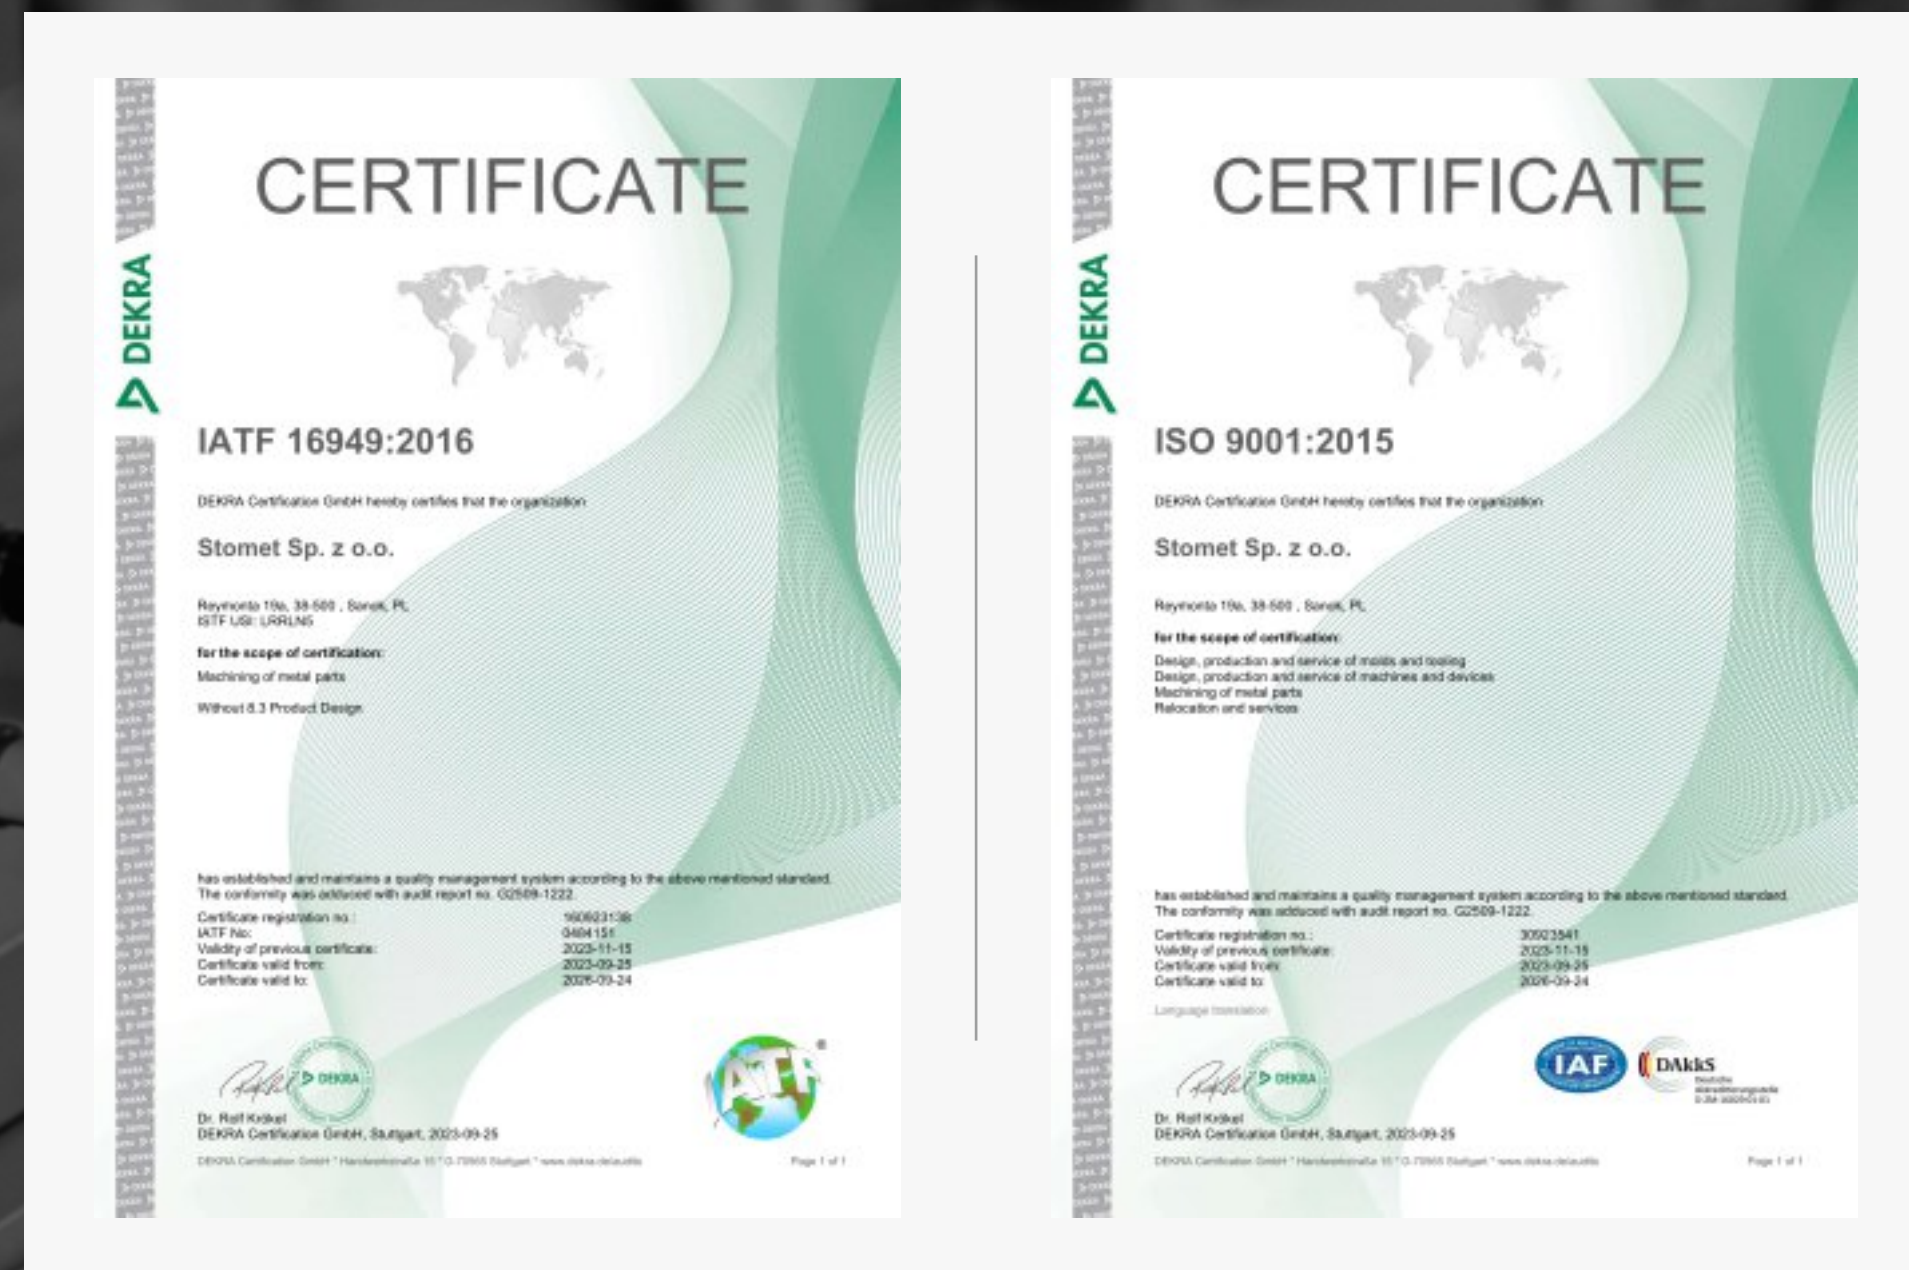 CERTIFICATE
DEKRA
IATF 16949:2016
DEKRA Certification GmbH hereby certifies that the organization
Stomet Sp. z o.o.
Reymonta 19a, 38-500 , Sanok, PL
for the scope of certification:
Machining of metal parts
Without 8.3 Product Design
has established and maintains a quality management system according to the above mentioned standard.
The conformity was adduced with audit report no. G2509-1222.
Certificate registration no.: 160923138
IATF No: 0484151
Validity of previous certificate: 2023-11-15
Certificate valid from: 2023-09-25
Certificate valid to: 2026-09-24
DEKRA
IATF
Dr. Rolf Krökel
DEKRA Certification GmbH, Stuttgart, 2023-09-25
Page 1 of 1
CERTIFICATE
DEKRA
ISO 9001:2015
DEKRA Certification GmbH hereby certifies that the organization
Stomet Sp. z o.o.
Reymonta 19a, 38-500 , Sanok, PL
for the scope of certification:
Design, production and service of molds and tooling
Design, production and service of machines and devices
Machining of metal parts
Relocation and services
has established and maintains a quality management system according to the above mentioned standard.
The conformity was adduced with audit report no. G2509-1222.
Certificate registration no.: 30923541
Validity of previous certificate: 2023-11-15
Certificate valid from: 2023-09-25
Certificate valid to: 2026-09-24
Language translation
DEKRA
IAF
DAkkS
Deutsche
Akkreditierungsstelle
Dr. Rolf Krökel
DEKRA Certification GmbH, Stuttgart, 2023-09-25
Page 1 of 1